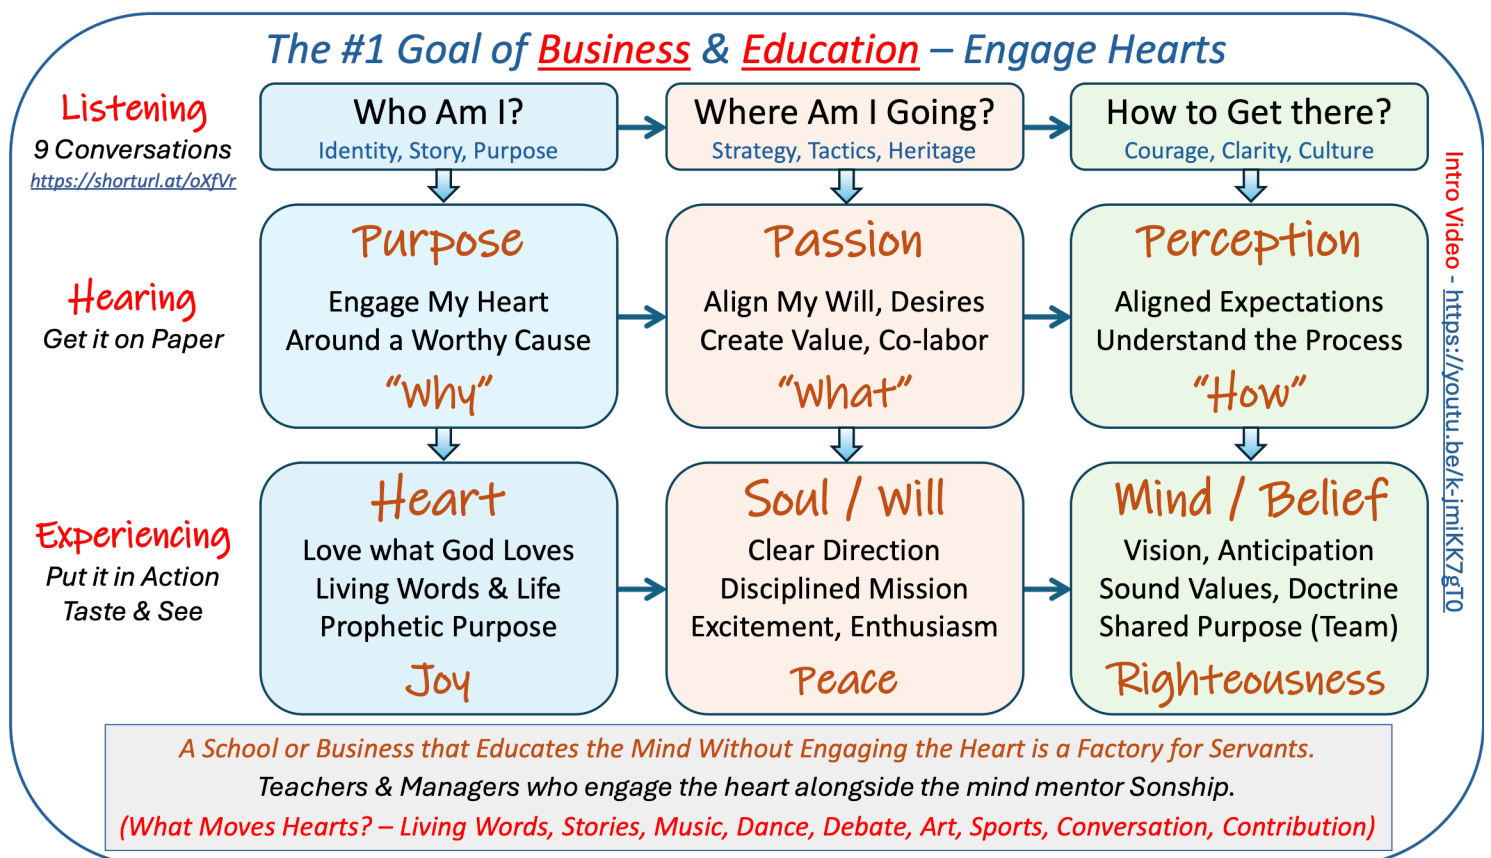 The #1 Goal of Business & Education – Engage Hearts
Listening
9 Conversations
https://shorturl.at/oXfVr
Who Am I?
Identity, Story, Purpose
Where Am I Going?
Strategy, Tactics, Heritage
How to Get there?
Courage, Clarity, Culture
Hearing
Get it on Paper
Purpose
Engage My Heart
Around a Worthy Cause
“Why”
Passion
Align My Will, Desires
Create Value, Co-labor
“What”
Perception
Aligned Expectations
Understand the Process
“How”
Experiencing
Put it in Action
Taste & See
Heart
Love what God Loves
Living Words & Life
Prophetic Purpose
Joy
Soul / Will
Clear Direction
Disciplined Mission
Excitement, Enthusiasm
Peace
Mind / Belief
Vision, Anticipation
Sound Values, Doctrine
Shared Purpose (Team)
Righteousness
Intro Video - https://youtu.be/k-jmiKK7gT0
A School or Business that Educates the Mind Without Engaging the Heart is a Factory for Servants.
Teachers & Managers who engage the heart alongside the mind mentor Sonship.
(What Moves Hearts? – Living Words, Stories, Music, Dance, Debate, Art, Sports, Conversation, Contribution)